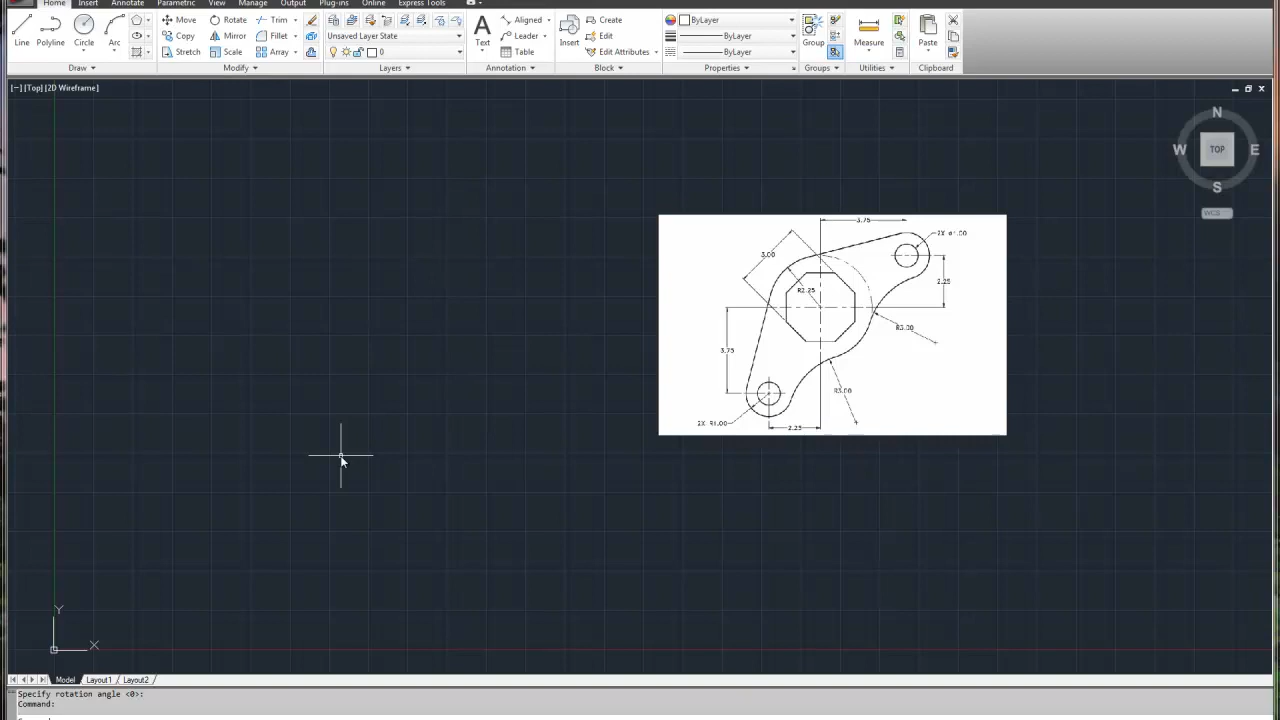 Home Insert Annotate Parametric View Manage Output Plug-ins Online Express Tools
Line Polyline Circle Arc
Move Rotate Trim
Copy Mirror Fillet
Stretch Scale Array
Unsaved Layer State
0
Text
Aligned
Leader
Table
Insert
Create
Edit
Edit Attributes
ByLayer
ByLayer
ByLayer
Group
Measure
Paste
Draw Modify Layers Annotation Block Properties Groups Utilities Clipboard
[−] [Top] [2D Wireframe]
N
W TOP E
S
WCS
3.75
2X ø1.00
3.00
2.25
R2.25
R3.00
3.75
R3.00
2X R1.00
2.25
Y
X
Model Layout1 Layout2
Specify rotation angle <0>:
Command: